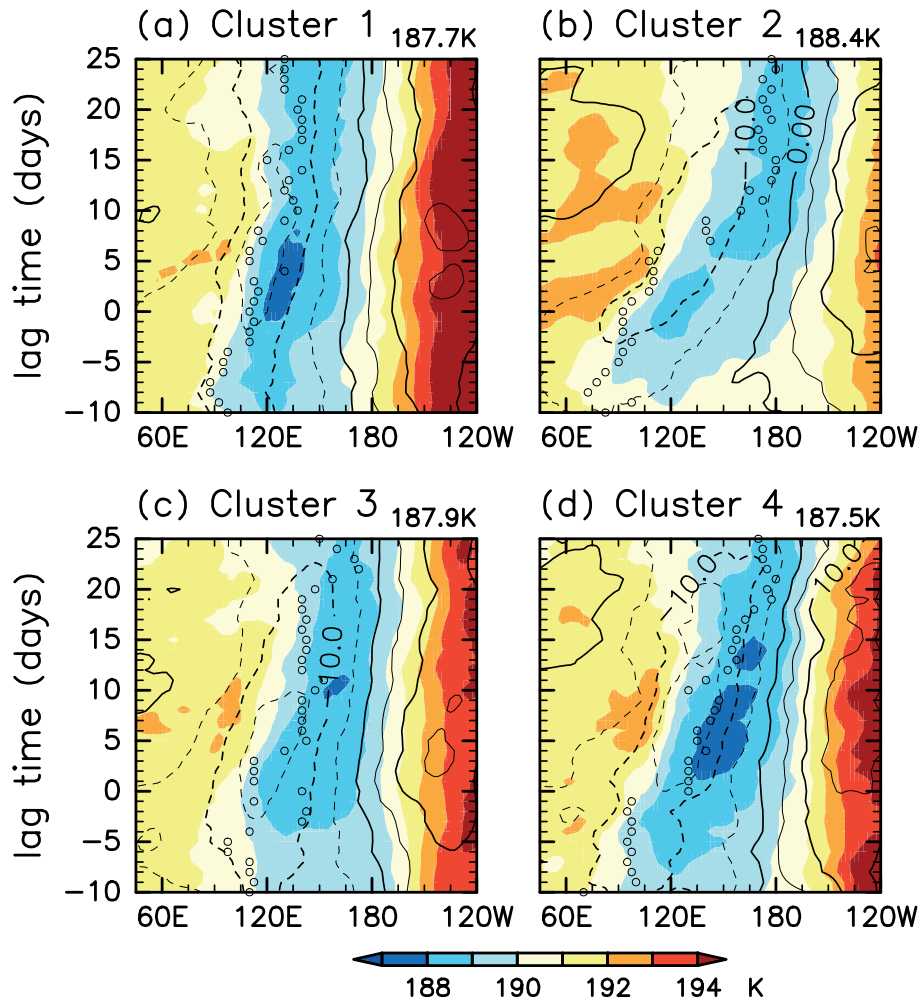 (a) Cluster 1 187.7K
(b) Cluster 2 188.4K
lag time (days)
25
20
15
10
5
0
−5
−10
−10.0
0.00
60E 120E 180 120W
60E 120E 180 120W
(c) Cluster 3 187.9K
(d) Cluster 4 187.5K
lag time (days)
25
20
15
10
5
0
−5
−10
10.0
−10.0
10.0
60E 120E 180 120W
60E 120E 180 120W
188 190 192 194 K